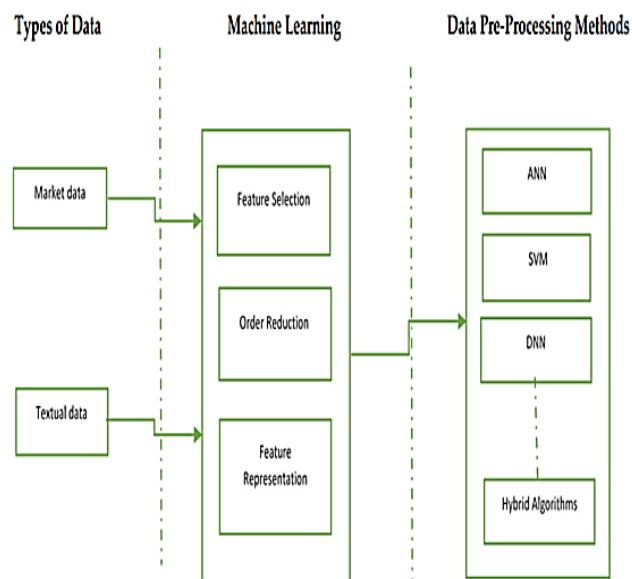 Types of Data
Machine Learning
Data Pre-Processing Methods
Market data
Textual data
Feature Selection
Order Reduction
Feature
Representation
ANN
SVM
DNN
Hybrid Algorithms